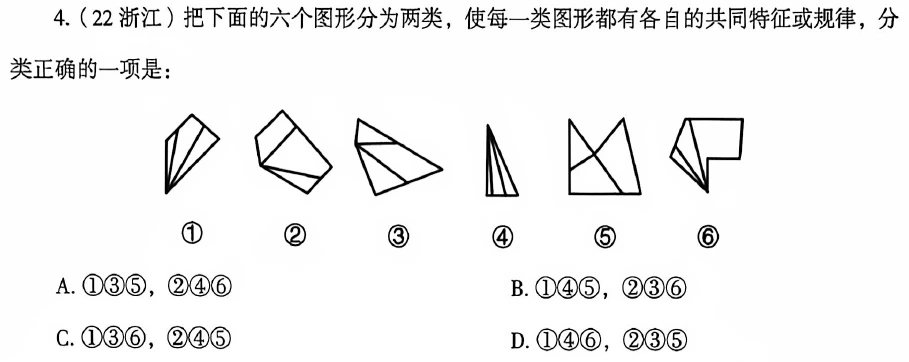 4.（22 浙江）把下面的六个图形分为两类，使每一类图形都有各自的共同特征或规律，分
类正确的一项是：
① ② ③ ④ ⑤ ⑥
A. ①③⑤，②④⑥ B. ①④⑤，②③⑥
C. ①③⑥，②④⑤ D. ①④⑥，②③⑤